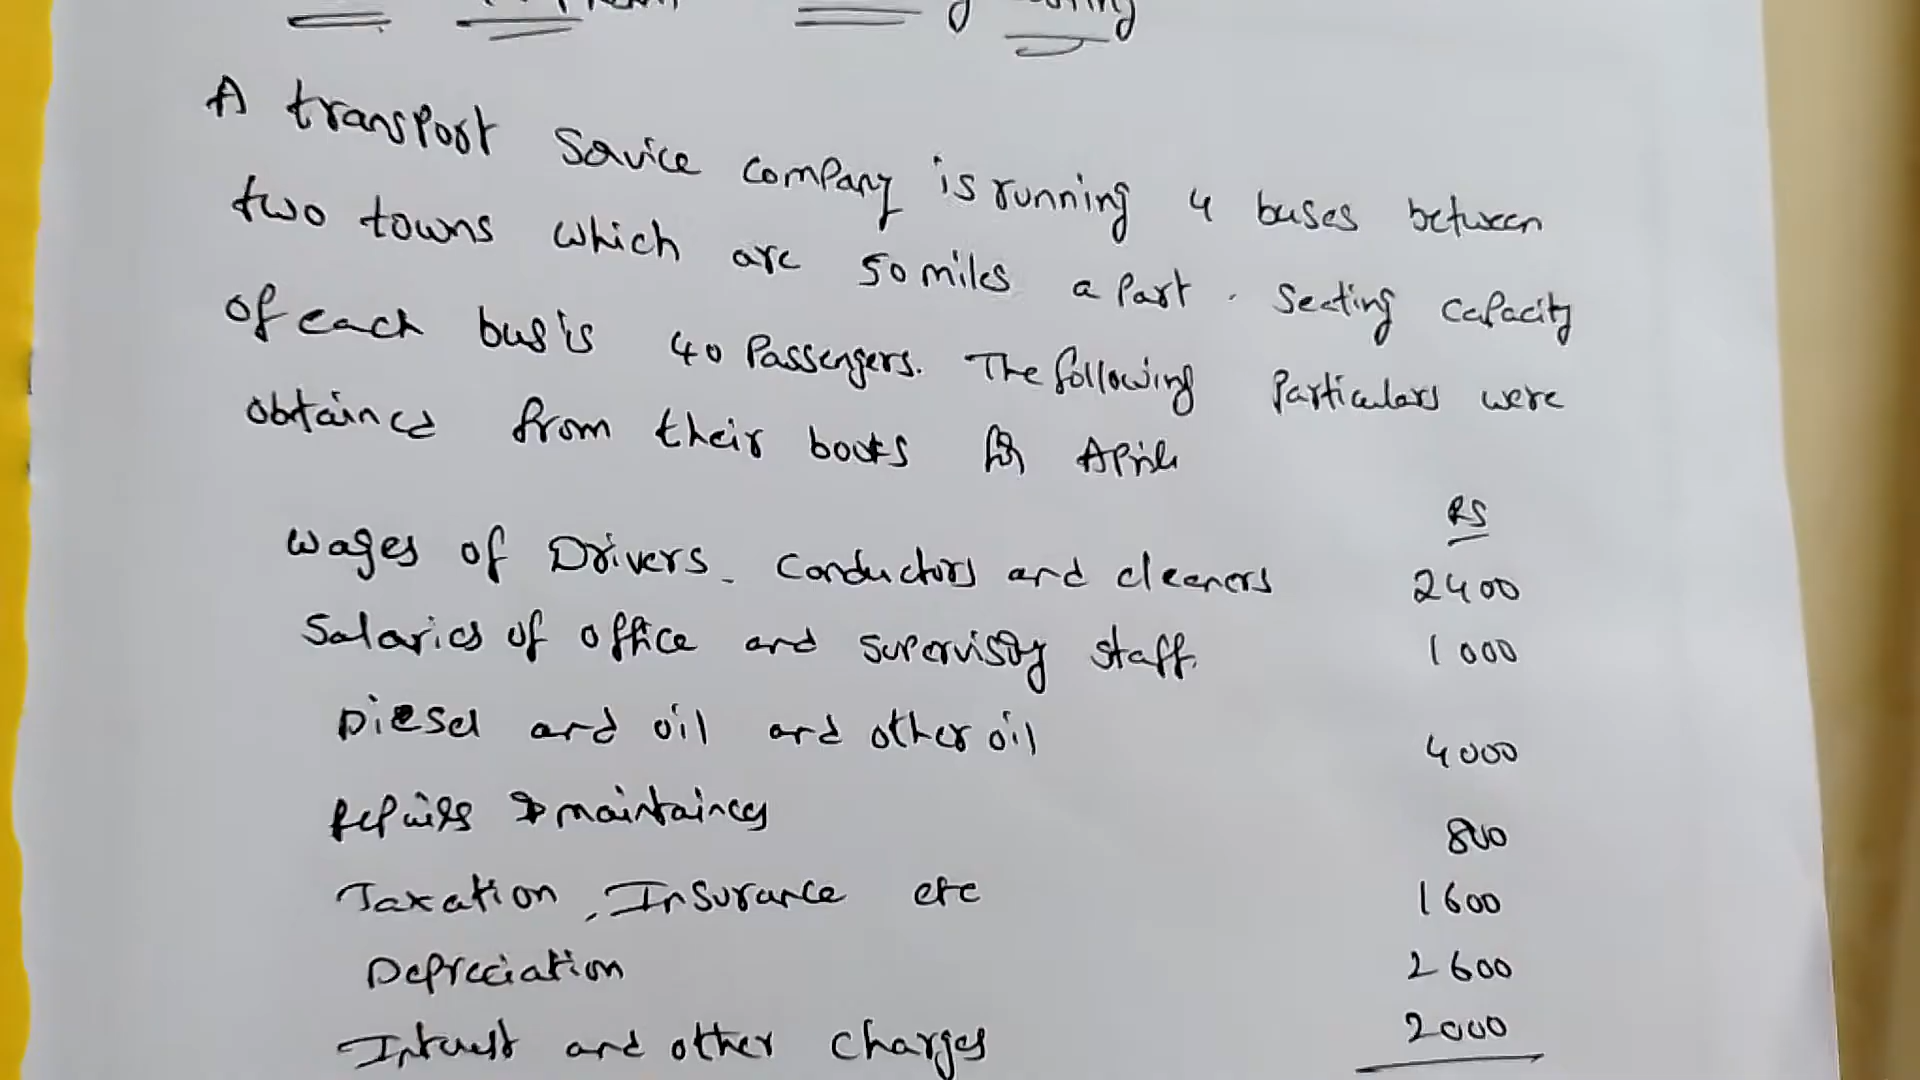 A transport Service company is running 4 buses between
two towns which are 50 miles a part. Seating capacity
of each bus is 40 Passengers. The following Particulars were
obtained from their books for April
RS
Wages of Drivers - Conductors and cleaners 2400
Salaries of office and supervisory staff. 1000
Diesel and oil and other oil 4000
Repairs & maintaincy 800
Taxation, Insurance etc 1600
Depreciation 2600
Interest and other charges 2000